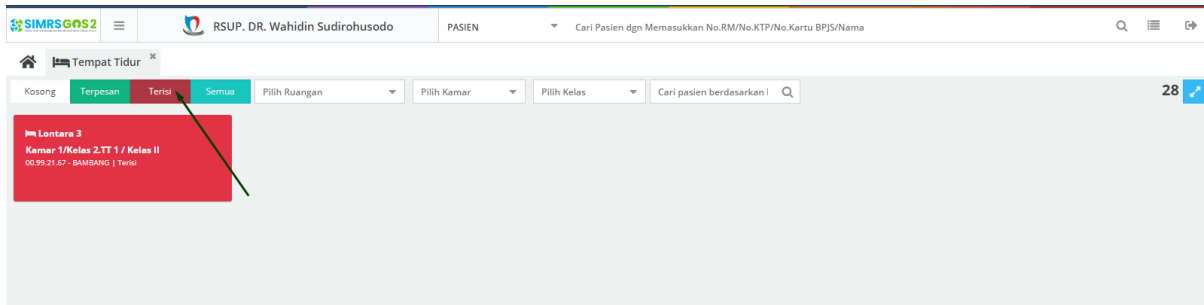 SIMRSGOS2
RSUP. DR. Wahidin Sudirohusodo
PASIEN
Cari Pasien dgn Memasukkan No.RM/No.KTP/No.Kartu BPJS/Nama
Tempat Tidur
Kosong
Terpesan
Terisi
Semua
Pilih Ruangan
Pilih Kamar
Pilih Kelas
Cari pasien berdasarkan
28
Lontara 3
Kamar 1/Kelas 2.TT 1 / Kelas II
00.99.21.67 - BAMBANG | Terisi